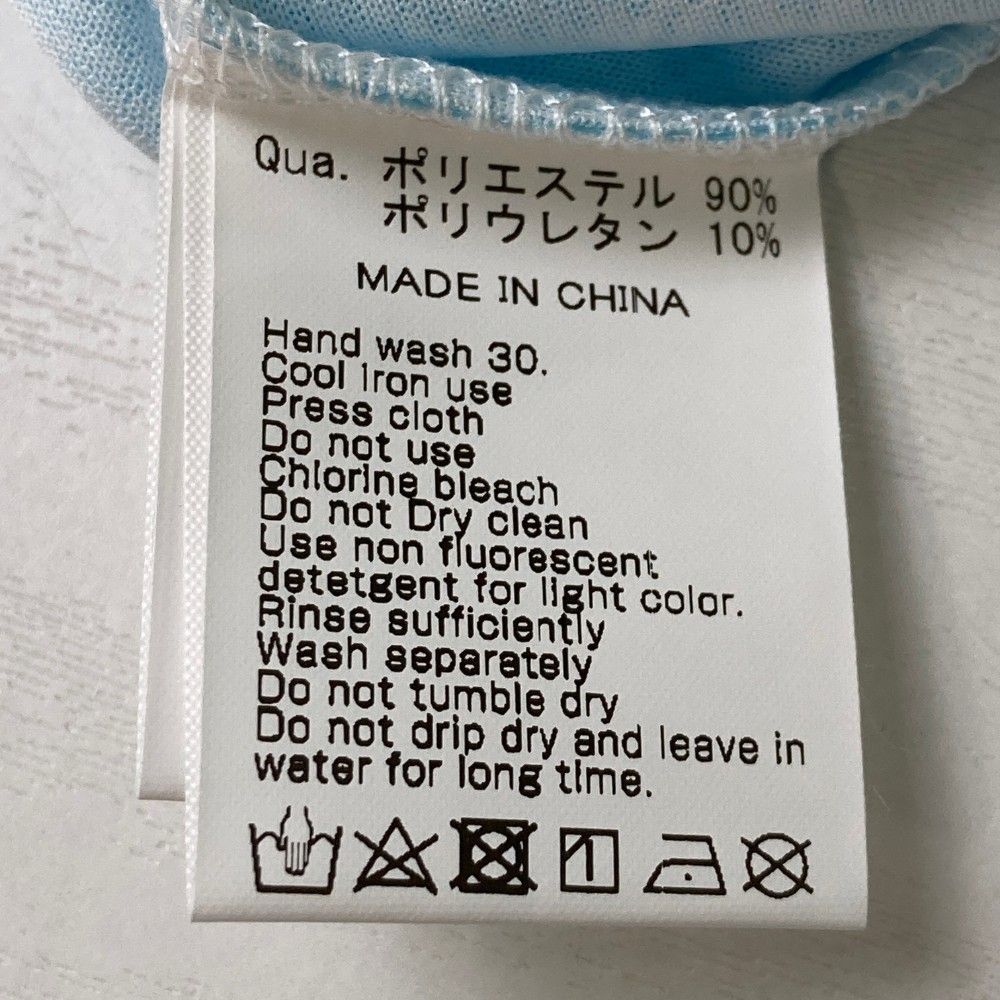 Qua. ポリエステル 90%
ポリウレタン 10%
MADE IN CHINA
Hand wash 30.
Cool iron use
Press cloth
Do not use
Chlorine bleach
Do not Dry clean
Use non fluorescent
detetgent for light color.
Rinse sufficiently
Wash separately
Do not tumble dry
Do not drip dry and leave in
water for long time.